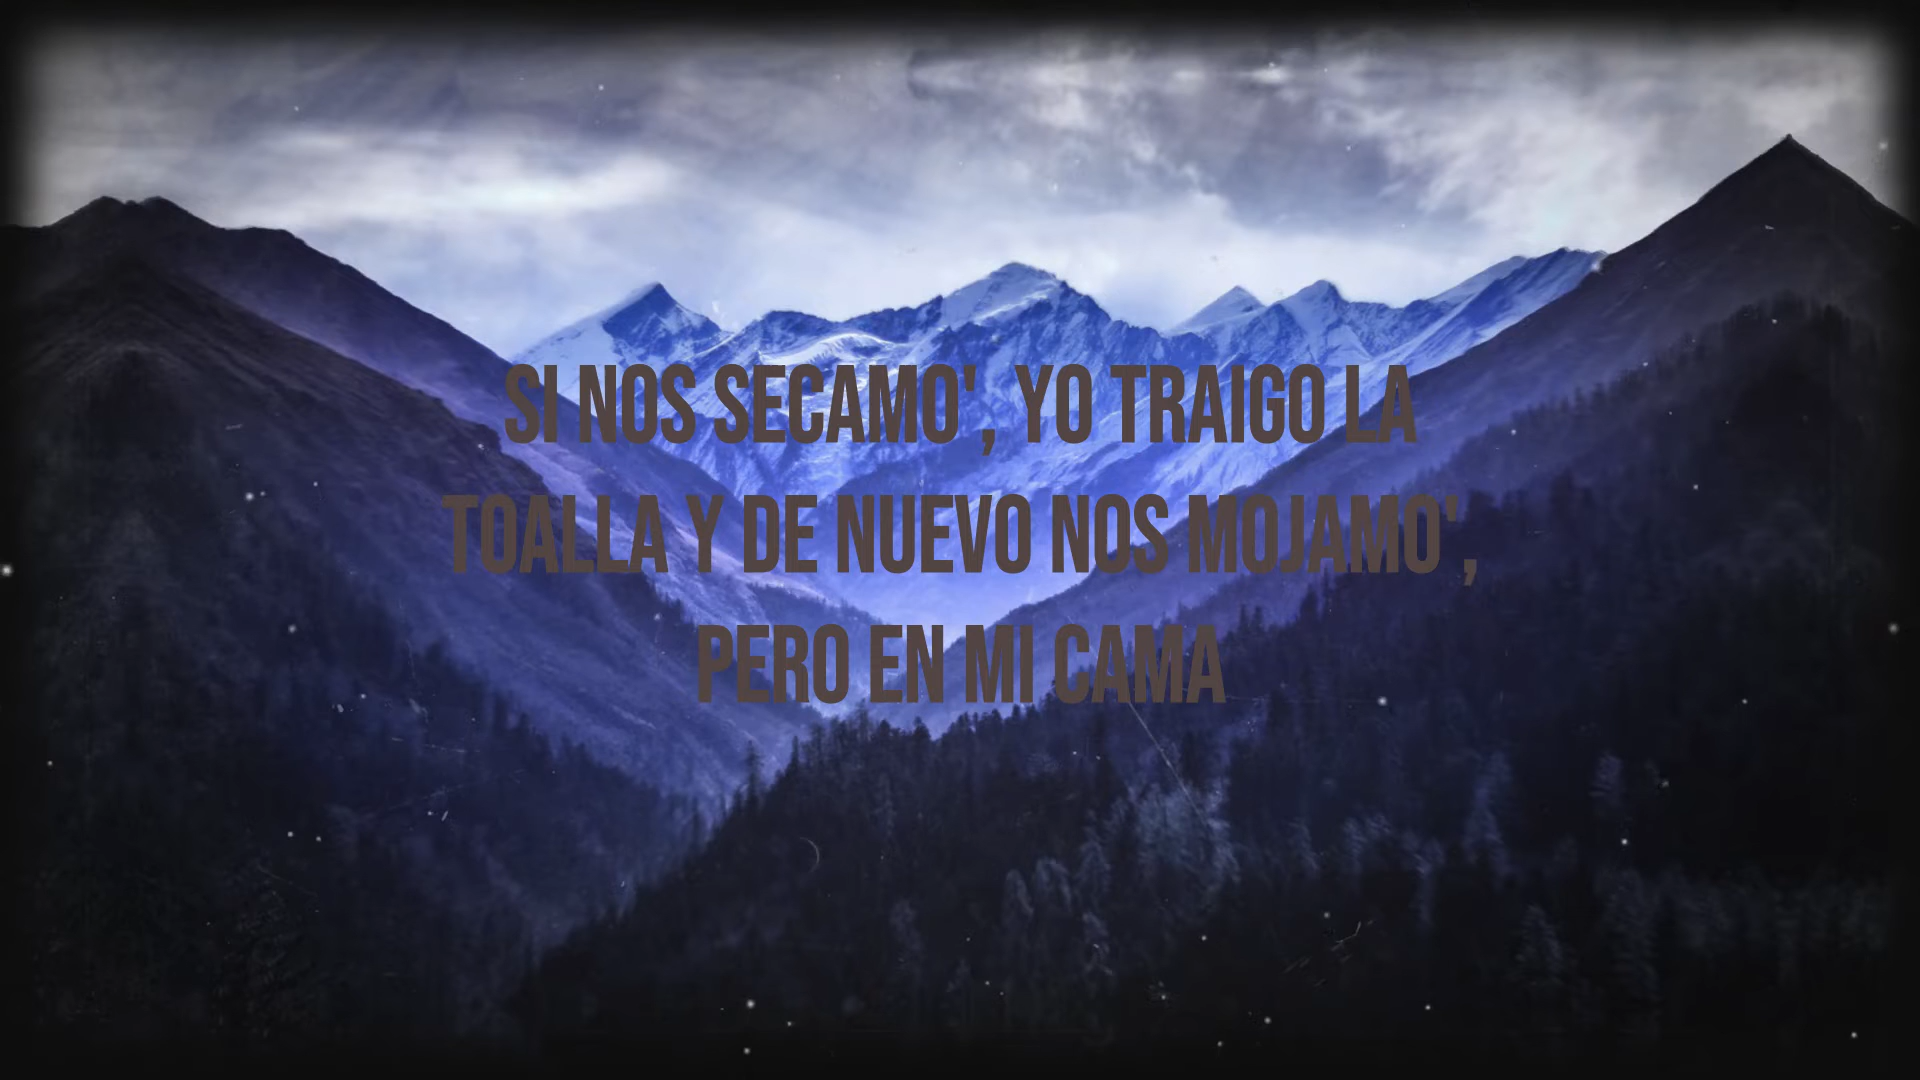 SI NOS SECAMO', YO TRAIGO LA
TOALLA Y DE NUEVO NOS MOJAMO',
PERO EN MI CAMA